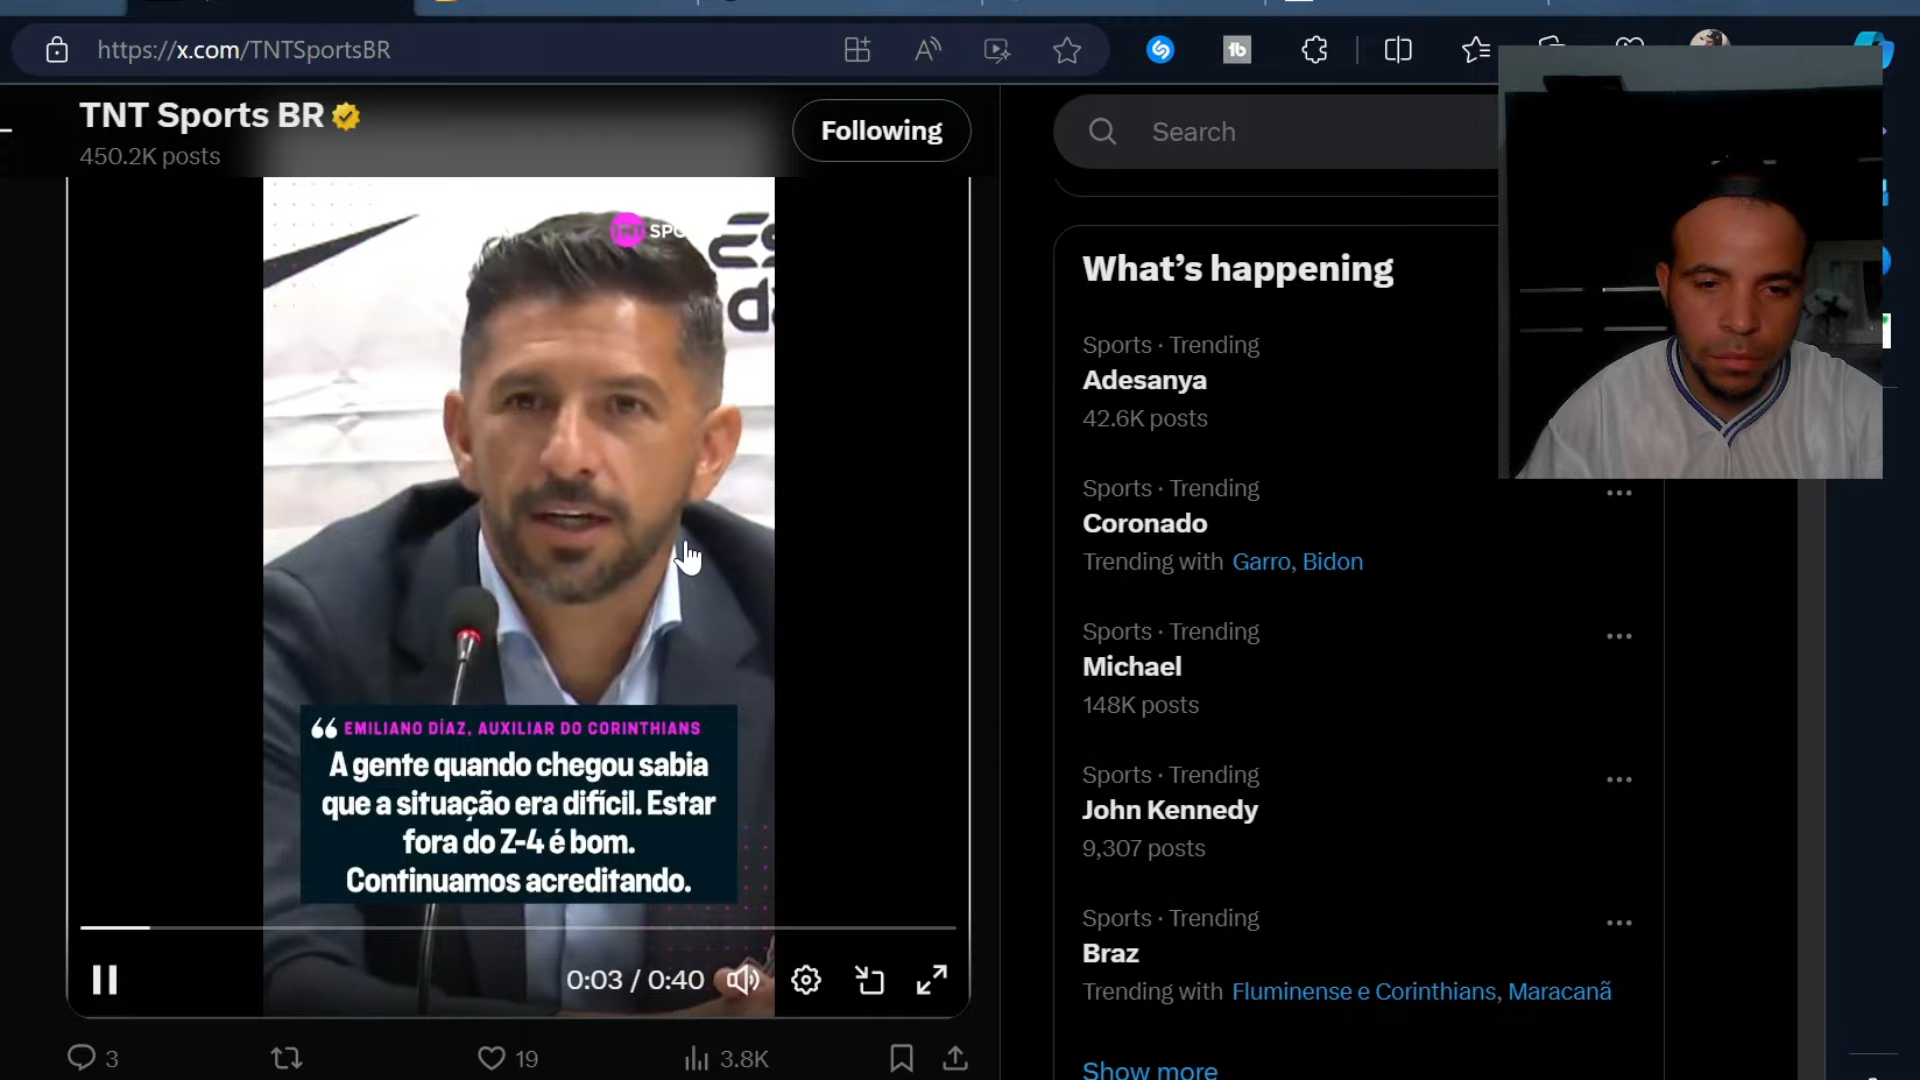 https://x.com/TNTSportsBR
TNT Sports BR
450.2K posts
Following
Search
EMILIANO DÍAZ, AUXILIAR DO CORINTHIANS
A gente quando chegou sabia
que a situação era difícil. Estar
fora do Z-4 é bom.
Continuamos acreditando.
0:03 / 0:40
3
19
3.8K
What's happening
Sports · Trending
Adesanya
42.6K posts
Sports · Trending
Coronado
Trending with Garro, Bidon
Sports · Trending
Michael
148K posts
Sports · Trending
John Kennedy
9,307 posts
Sports · Trending
Braz
Trending with Fluminense e Corinthians, Maracanã
Show more